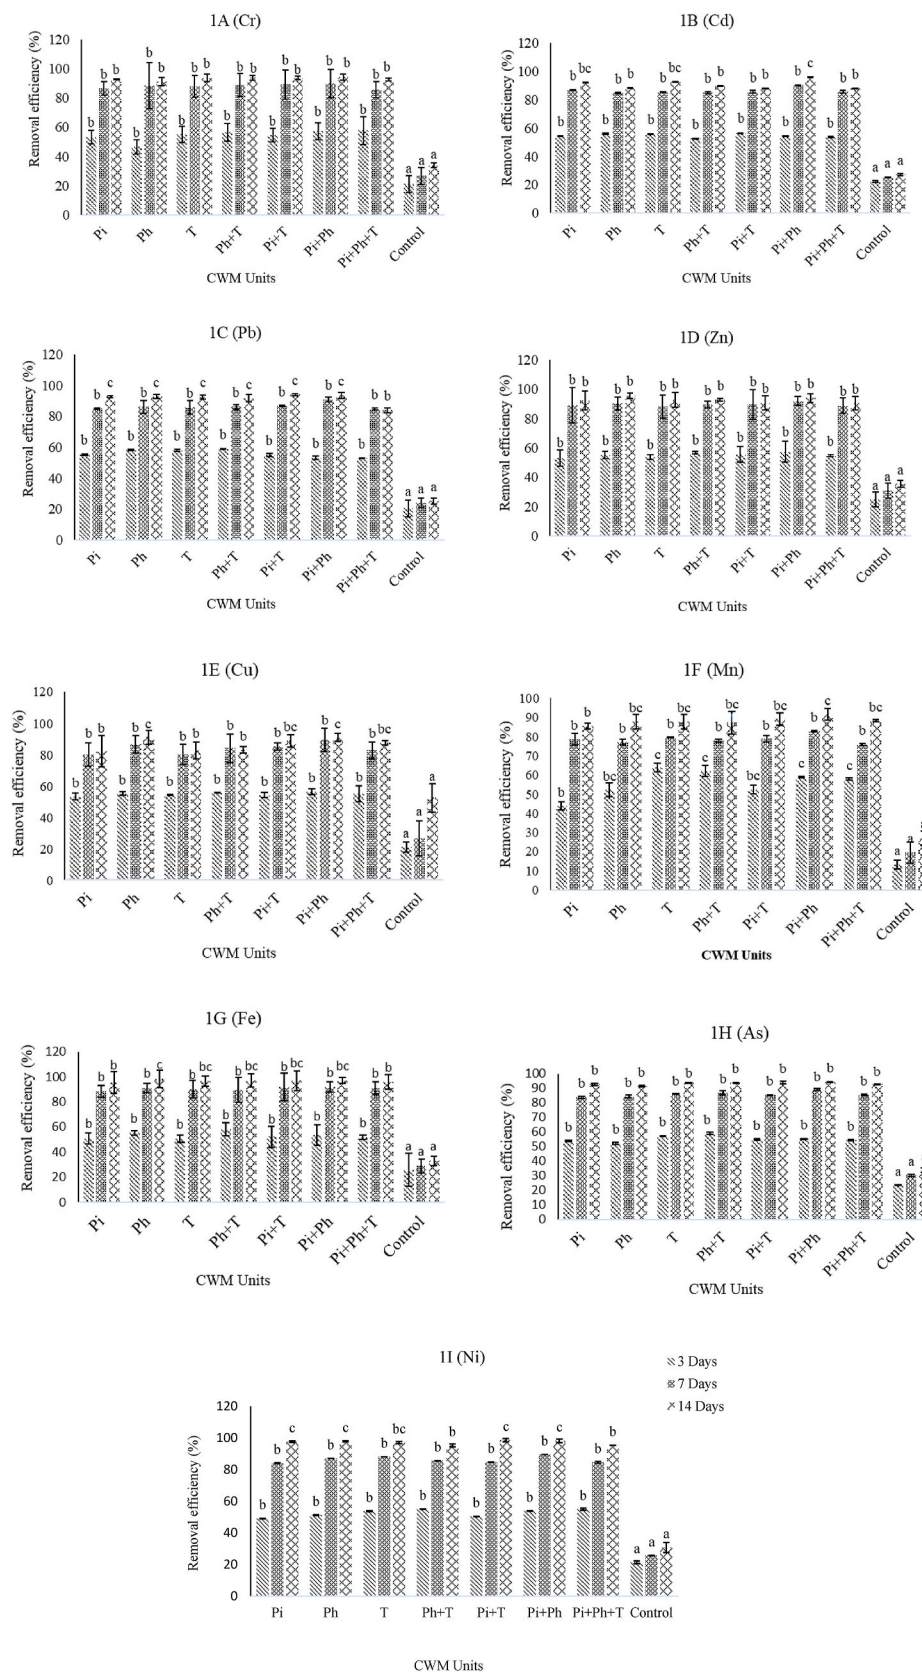 1A (Cr)
Removal efficiency (%)
120
100
80
60
40
20
0
b b b b b b b b b b b b b b b b b b b b b a a a
Pi Ph T Ph+T Pi+T Pi+Ph Pi+Ph+T Control
CWM Units
1B (Cd)
Removal efficiency (%)
120
100
80
60
40
20
0
b b bc b b b b b bc b b b b b b b b c b b b a a a
Pi Ph T Ph+T Pi+T Pi+Ph Pi+Ph+T Control
CWM Units
1C (Pb)
Removal efficiency (%)
120
100
80
60
40
20
0
b b c b b c b b c b b c b b c b b c b b b a a a
Pi Ph T Ph+T Pi+T Pi+Ph Pi+Ph+T Control
CWM Units
1D (Zn)
Removal efficiency (%)
120
100
80
60
40
20
0
b b b b b b b b b b b b b b b b b b b b b a a a
Pi Ph T Ph+T Pi+T Pi+Ph Pi+Ph+T Control
CWM Units
1E (Cu)
Removal efficiency (%)
120
100
80
60
40
20
0
b b b b b c b b b b b b b b bc b b c b b bc a a a
Pi Ph T Ph+T Pi+T Pi+Ph Pi+Ph+T Control
CWM Units
1F (Mn)
Removal efficiency (%)
100
90
80
70
60
50
40
30
20
10
0
b b b bc b bc c b bc c b bc bc b bc c b c c b bc a a
Pi Ph T Ph+T Pi+T Pi+Ph Pi+Ph+T Control
CWM Units
1G (Fe)
Removal efficiency (%)
120
100
80
60
40
20
0
b b b b b c b b bc b b bc b b bc b b bc b b b a a a
Pi Ph T Ph+T Pi+T Pi+Ph Pi+Ph+T Control
CWM Units
1H (As)
Removal efficiency (%)
100
90
80
70
60
50
40
30
20
10
0
b b b b b b b b b b b b b b b b b b b b b a a
Pi Ph T Ph+T Pi+T Pi+Ph Pi+Ph+T Control
CWM Units
1I (Ni)
3 Days
7 Days
14 Days
Removal efficiency (%)
120
100
80
60
40
20
0
b b c b b c b b bc b b b b b c b b c b b b a a a
Pi Ph T Ph+T Pi+T Pi+Ph Pi+Ph+T Control
CWM Units